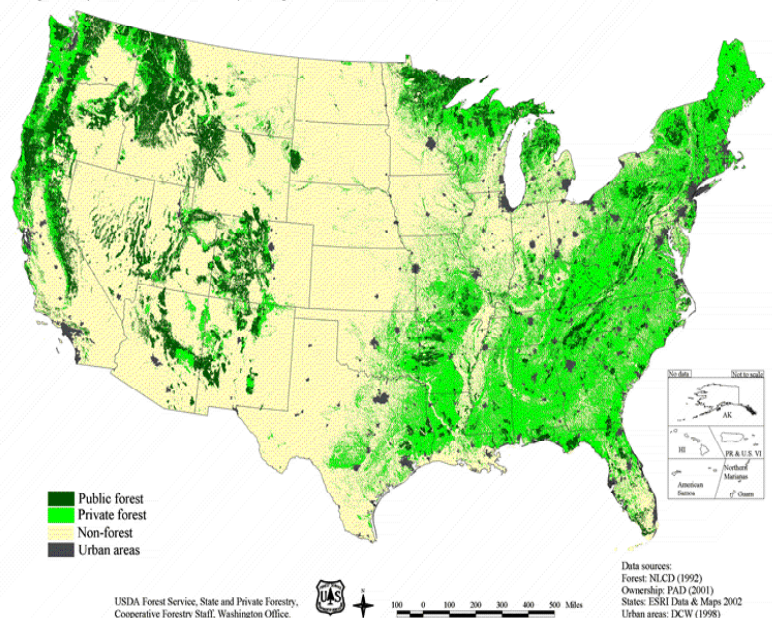 No data
Not to scale
AK
HI
PR & U.S. VI
American
Samoa
Northern
Marianas
Guam
Public forest
Private forest
Non-forest
Urban areas
USDA Forest Service, State and Private Forestry,
Cooperative Forestry Staff, Washington Office.
UAS
N
100 0 100 200 300 400 500 Miles
Data sources:
Forest: NLCD (1992)
Ownership: PAD (2001)
States: ESRI Data & Maps 2002
Urban areas: DCW (1998)